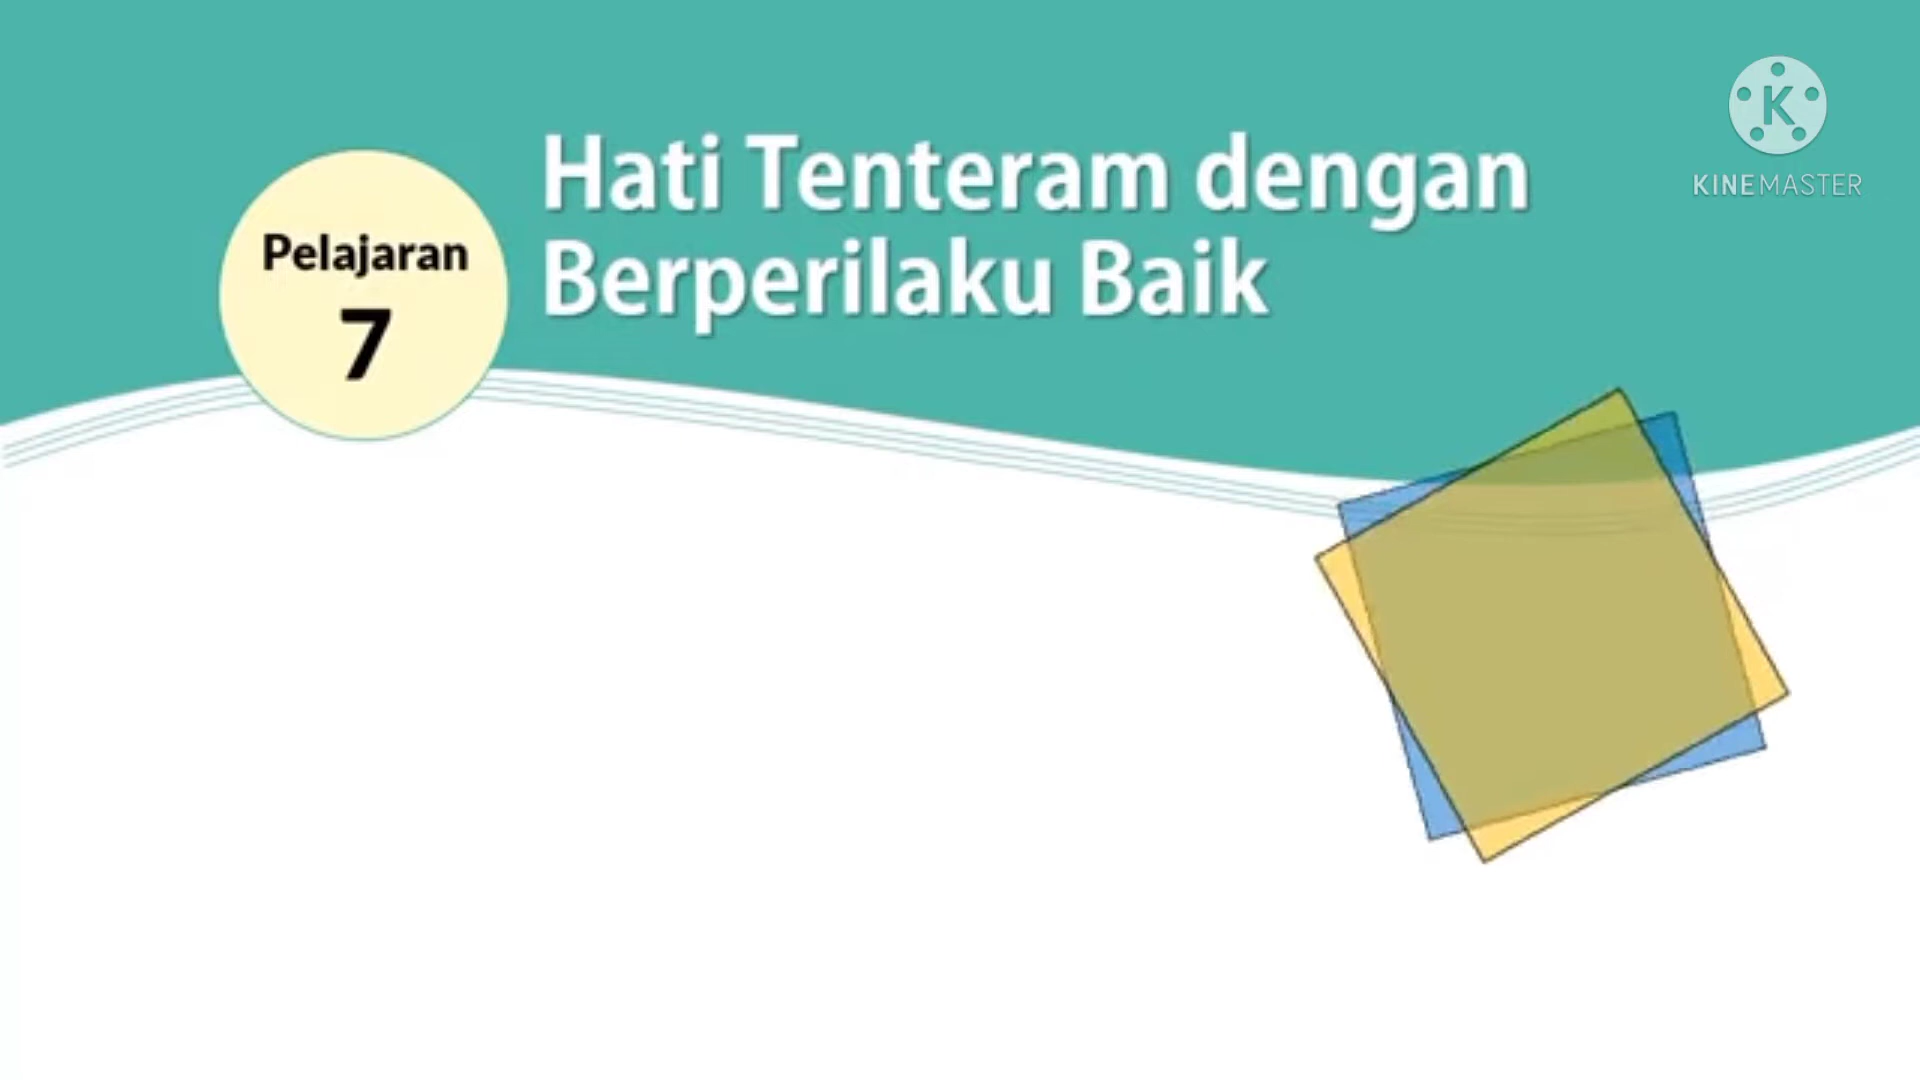 Pelajaran
7
Hati Tenteram dengan
Berperilaku Baik
K
KINEMASTER